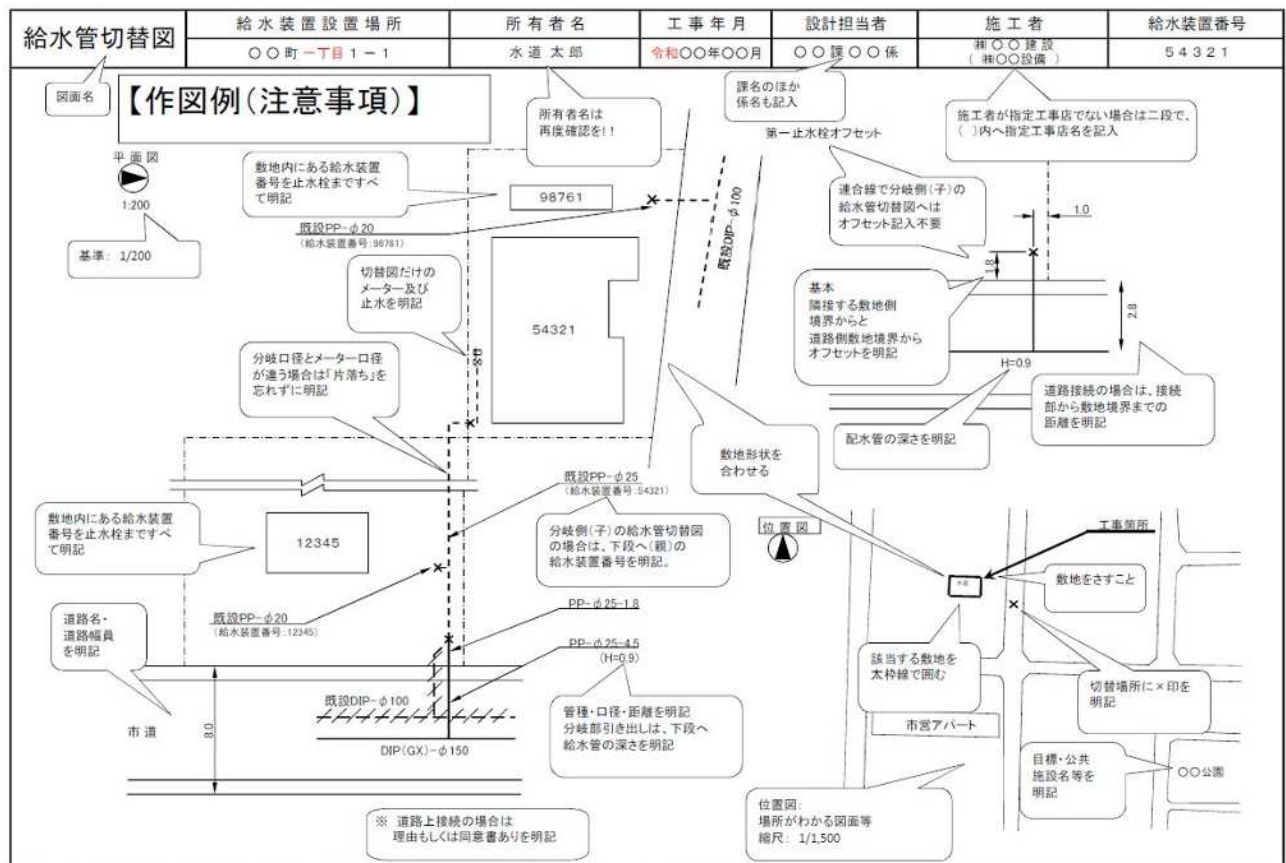 給水管切替図
給水装置設置場所
所有者名
工事年月
設計担当者
施工者
給水装置番号
○○町一丁目1-1
水道太郎
令和○○年○○月
○○課○○係
㈱○○建設
(㈱○○設備)
54321
図面名
【作図例(注意事項)】
所有者名は
再度確認を!!
課名のほか
係名も記入
施工者が指定工事店でない場合は二段で、
( )内へ指定工事店名を記入
平面図
1:200
基準: 1/200
敷地内にある給水装置
番号を止水栓まですべ
て明記
98761
既設PP-φ20
(給水装置番号:98761)
既設DIP-φ100
第一止水栓オフセット
連合線で分岐側(子)の
給水管切替図へは
オフセット記入不要
1.0
1.8
2.8
H=0.9
基本
隣接する敷地側
境界からと
道路側敷地境界から
オフセットを明記
道路接続の場合は、接続
部から敷地境界までの
距離を明記
配水管の深さを明記
切替図だけの
メーター及び
止水を明記
54321
分岐口径とメーター口径
が違う場合は「片落ち」を
忘れずに明記
敷地形状を
合わせる
既設PP-φ25
(給水装置番号:54321)
分岐側(子)の給水管切替図
の場合は、下段へ(親)の
給水装置番号を明記。
敷地内にある給水装置
番号を止水栓まですべ
て明記
12345
既設PP-φ20
(給水装置番号:12345)
PP-φ25-1.8
PP-φ25-4.5
(H=0.9)
道路名・
道路幅員
を明記
市道
8.0
既設DIP-φ100
DIP(GX)-φ150
管種・口径・距離を明記
分岐部引き出しは、下段へ
給水管の深さを明記
※ 道路上接続の場合は
理由もしくは同意書ありを明記
位置図
工事箇所
水道
敷地をさすこと
該当する敷地を
太枠線で囲む
切替場所に×印を
明記
市営アパート
目標・公共
施設名等を
明記
○○公園
位置図:
場所がわかる図面等
縮尺: 1/1,500